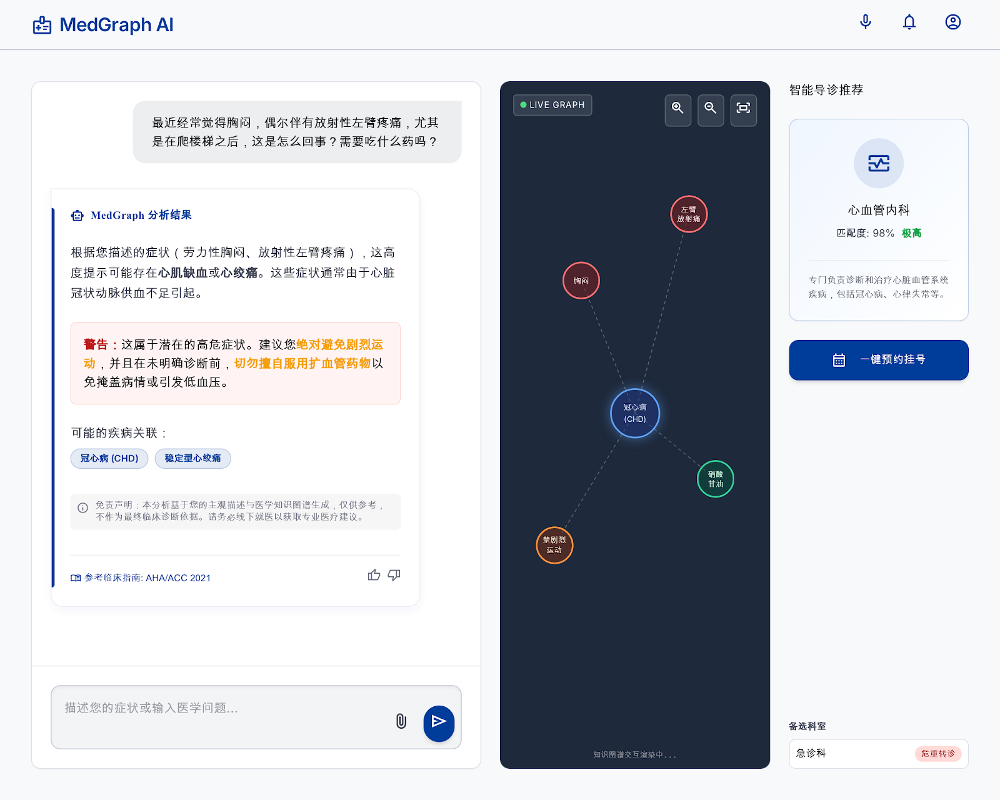 MedGraph AI
最近经常觉得胸闷，偶尔伴有放射性左臂疼痛，尤其
是在爬楼梯之后，这是怎么回事？需要吃什么药吗？
MedGraph 分析结果
根据您描述的症状（劳力性胸闷、放射性左臂疼痛），这高
度提示可能存在心肌缺血或心绞痛。这些症状通常由于心脏
冠状动脉供血不足引起。
警告：这属于潜在的高危症状。建议您绝对避免剧烈运
动，并且在未明确诊断前，切勿擅自服用扩血管药物以
免掩盖病情或引发低血压。
可能的疾病关联：
冠心病 (CHD)
稳定型心绞痛
免责声明：本分析基于您的主观描述与医学知识图谱生成，仅供参考，
不作为最终临床诊断依据。请务必线下就医以获取专业医疗建议。
参考临床指南: AHA/ACC 2021
描述您的症状或输入医学问题...
LIVE GRAPH
左臂
放射痛
胸闷
冠心病
(CHD)
硝酸
甘油
禁剧烈
运动
知识图谱交互渲染中...
智能导诊推荐
心血管内科
匹配度: 98% 极高
专门负责诊断和治疗心脏血管系统
疾病，包括冠心病、心律失常等。
一键预约挂号
备选科室
急诊科
危重转诊